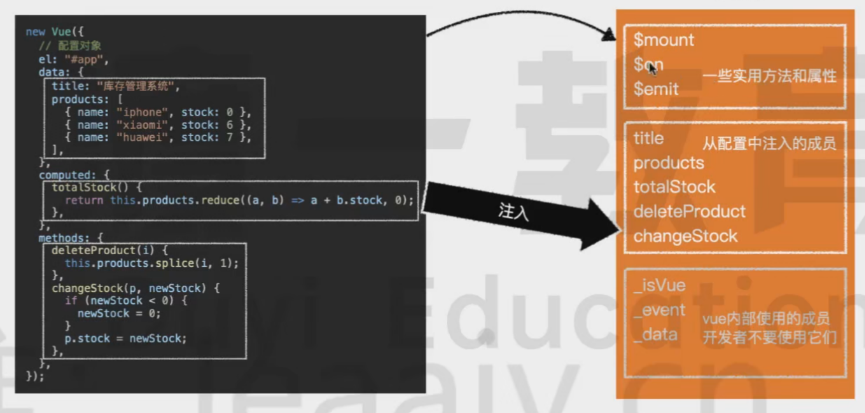 new Vue({
// 配置对象
el: "#app",
data: {
title: "库存管理系统",
products: [
{ name: "iphone", stock: 0 },
{ name: "xiaomi", stock: 6 },
{ name: "huawei", stock: 7 },
],
},
computed: {
totalStock() {
return this.products.reduce((a, b) => a + b.stock, 0);
},
},
methods: {
deleteProduct(i) {
this.products.splice(i, 1);
},
changeStock(p, newStock) {
if (newStock < 0) {
newStock = 0;
}
p.stock = newStock;
},
},
});
注入
$mount
$on
$emit
一些实用方法和属性
title
products
totalStock
deleteProduct
changeStock
从配置中注入的成员
_isVue
_event
_data
vue内部使用的成员
开发者不要使用它们
一教育
yi Education